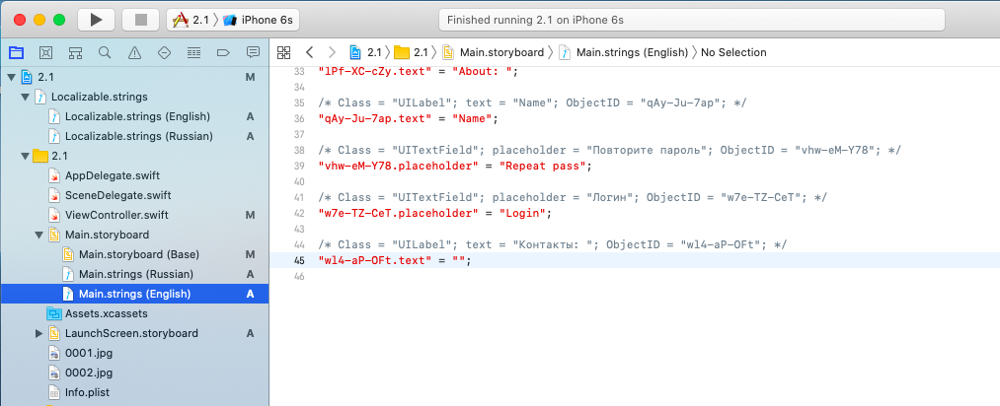 2.1 〉 iPhone 6s
Finished running 2.1 on iPhone 6s
2.1 〉 2.1 〉 Main.storyboard 〉 Main.strings (English) 〉 No Selection
2.1 M
Localizable.strings
Localizable.strings (English) A
Localizable.strings (Russian) A
2.1
AppDelegate.swift
SceneDelegate.swift
ViewController.swift M
Main.storyboard
Main.storyboard (Base) M
Main.strings (Russian) A
Main.strings (English) A
Assets.xcassets
LaunchScreen.storyboard A
0001.jpg
0002.jpg
Info.plist
33 "lPf-XC-cZy.text" = "About: ";
34
35 /* Class = "UILabel"; text = "Name"; ObjectID = "qAy-Ju-7ap"; */
36 "qAy-Ju-7ap.text" = "Name";
37
38 /* Class = "UITextField"; placeholder = "Повторите пароль"; ObjectID = "vhw-eM-Y78"; */
39 "vhw-eM-Y78.placeholder" = "Repeat pass";
40
41 /* Class = "UITextField"; placeholder = "Логин"; ObjectID = "w7e-TZ-CeT"; */
42 "w7e-TZ-CeT.placeholder" = "Login";
43
44 /* Class = "UILabel"; text = "Контакты: "; ObjectID = "wl4-aP-OFt"; */
45 "wl4-aP-OFt.text" = "";
46